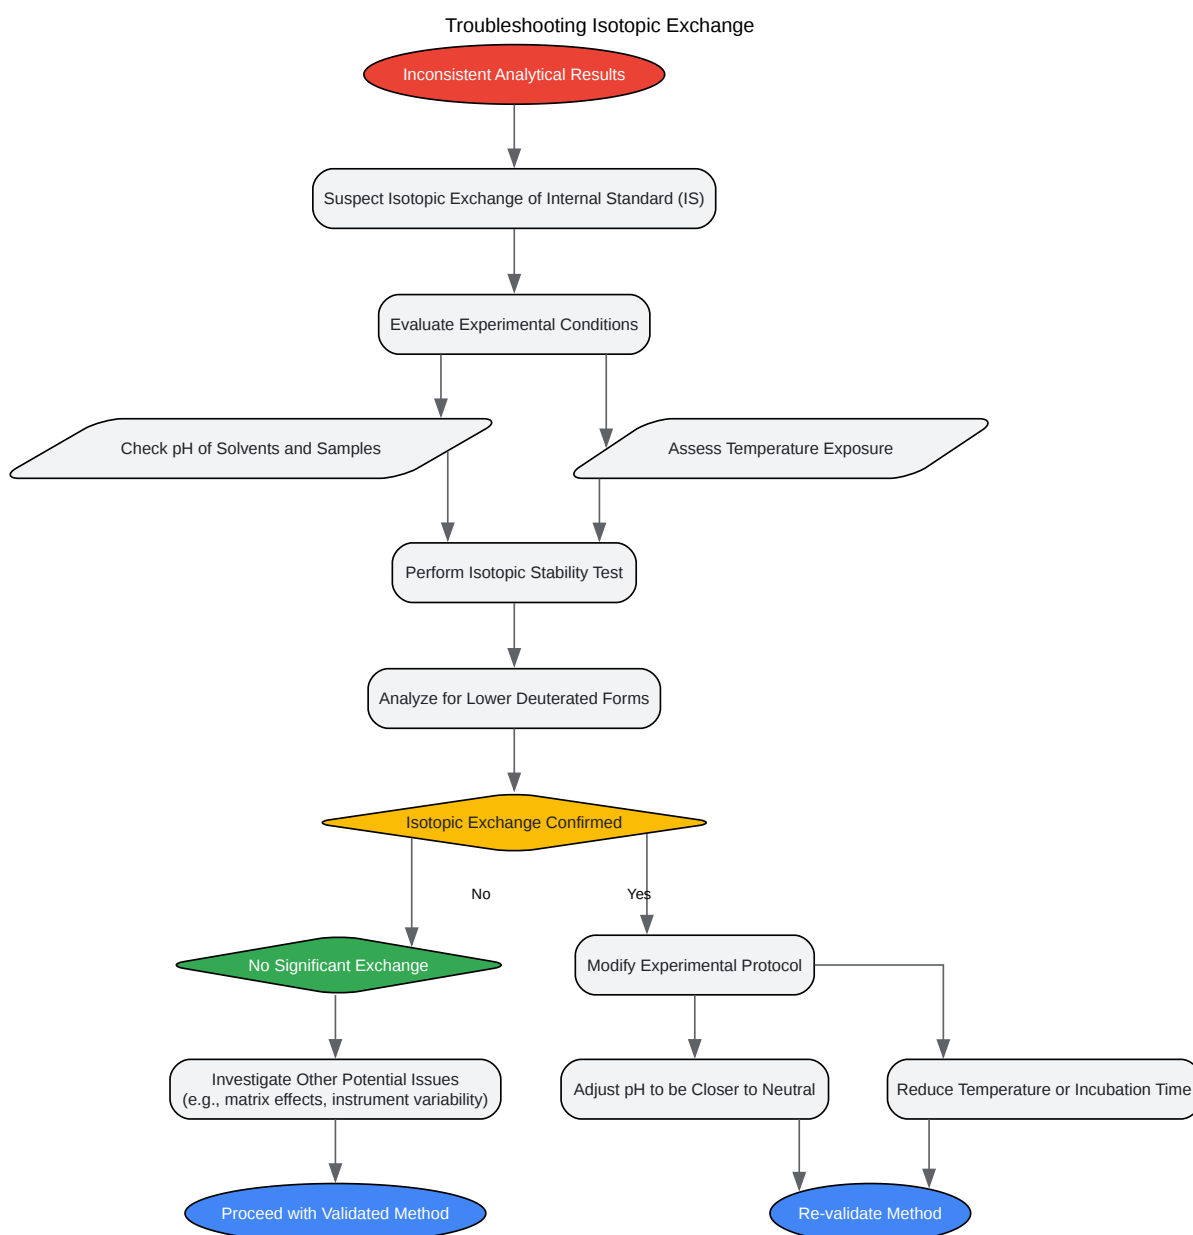 Troubleshooting Isotopic Exchange
Inconsistent Analytical Results
Suspect Isotopic Exchange of Internal Standard (IS)
Evaluate Experimental Conditions
Check pH of Solvents and Samples
Assess Temperature Exposure
Perform Isotopic Stability Test
Analyze for Lower Deuterated Forms
Isotopic Exchange Confirmed
No
Yes
No Significant Exchange
Modify Experimental Protocol
Investigate Other Potential Issues
(e.g., matrix effects, instrument variability)
Adjust pH to be Closer to Neutral
Reduce Temperature or Incubation Time
Proceed with Validated Method
Re-validate Method